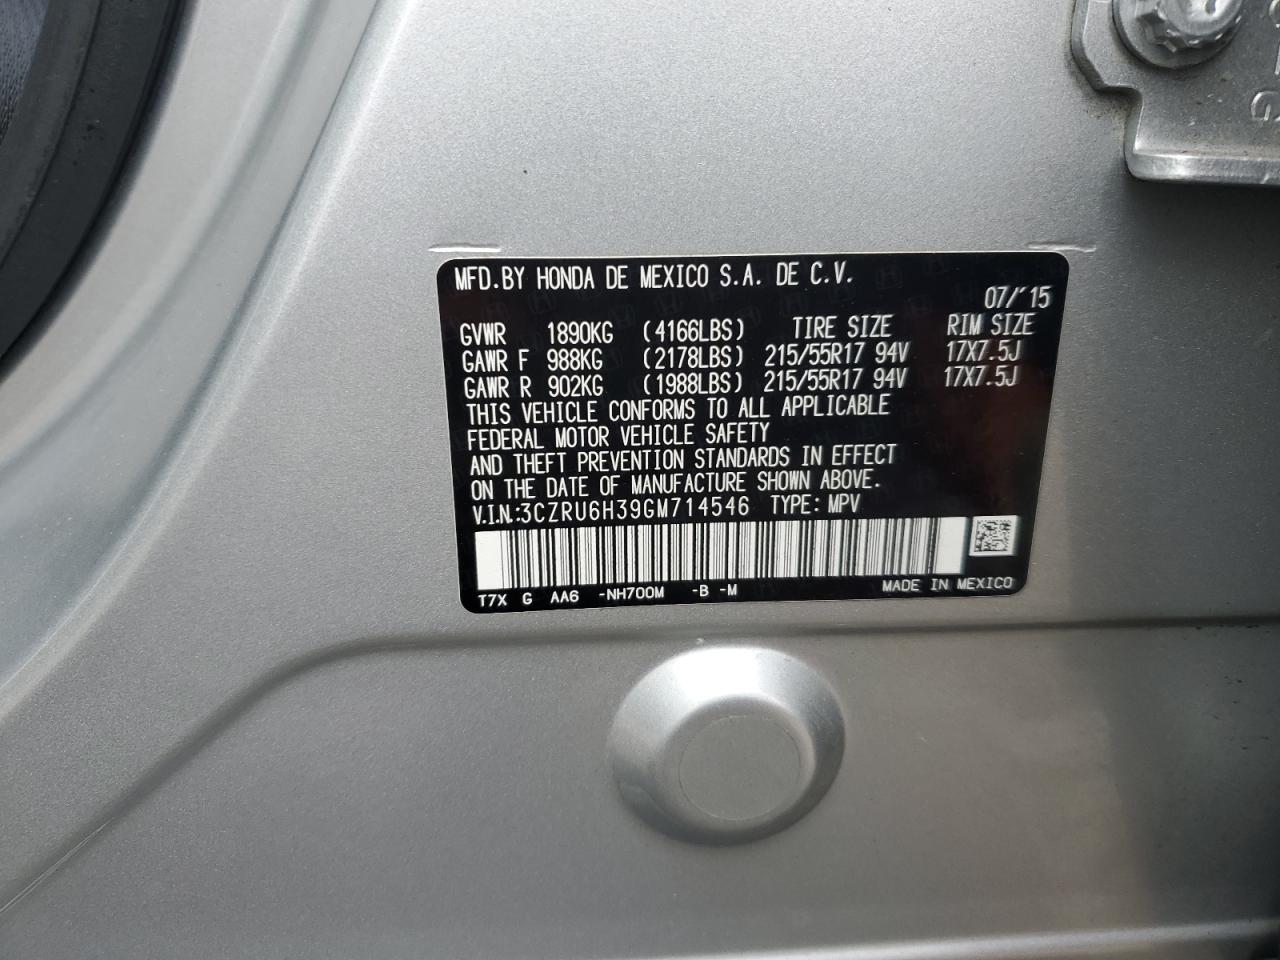 MFD.BY HONDA DE MEXICO S.A. DE C.V.
07/'15
GVWR 1890KG (4166LBS) TIRE SIZE RIM SIZE
GAWR F 988KG (2178LBS) 215/55R17 94V 17X7.5J
GAWR R 902KG (1988LBS) 215/55R17 94V 17X7.5J
THIS VEHICLE CONFORMS TO ALL APPLICABLE
FEDERAL MOTOR VEHICLE SAFETY
AND THEFT PREVENTION STANDARDS IN EFFECT
ON THE DATE OF MANUFACTURE SHOWN ABOVE.
V.I.N.:3CZRU6H39GM714546 TYPE: MPV
T7X G AA6 -NH700M -B -M MADE IN MEXICO